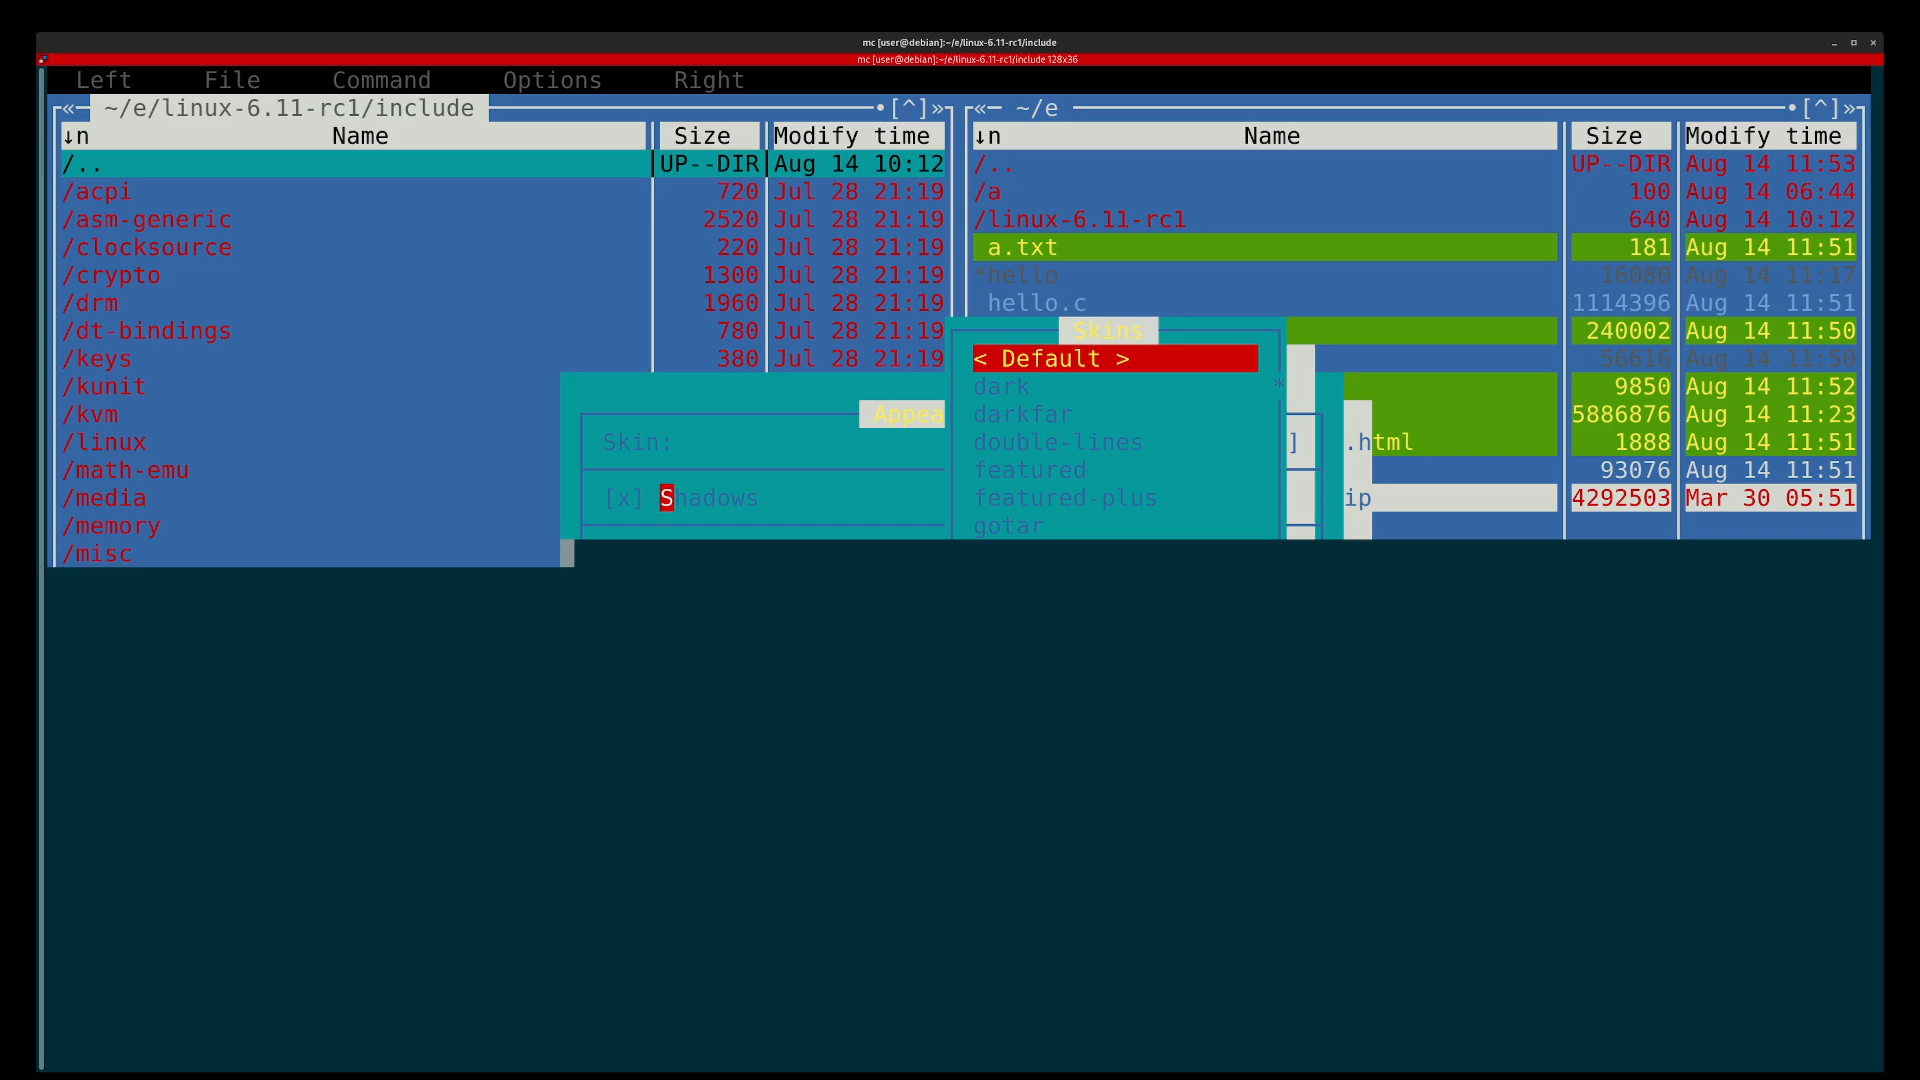 mc [user@debian]:~/e/linux-6.11-rc1/include
mc [user@debian]:~/e/linux-6.11-rc1/include 128x36
Left File Command Options Right
«─ ~/e/linux-6.11-rc1/include •[^]» «─ ~/e •[^]»
↓n Name Size Modify time ↓n Name Size Modify time
/.. UP--DIR Aug 14 10:12 /.. UP--DIR Aug 14 11:53
/acpi 720 Jul 28 21:19 /a 100 Aug 14 06:44
/asm-generic 2520 Jul 28 21:19 /linux-6.11-rc1 640 Aug 14 10:12
/clocksource 220 Jul 28 21:19 a.txt 181 Aug 14 11:51
/crypto 1300 Jul 28 21:19 *hello 16080 Aug 14 11:17
/drm 1960 Jul 28 21:19 hello.c 1114396 Aug 14 11:51
/dt-bindings 780 Jul 28 21:19 Skins 240002 Aug 14 11:50
/keys 380 Jul 28 21:19 < Default > 56616 Aug 14 11:50
/kunit dark * 9850 Aug 14 11:52
/kvm Appea darkfar 5886876 Aug 14 11:23
/linux Skin: double-lines ] .html 1888 Aug 14 11:51
/math-emu featured 93076 Aug 14 11:51
/media [x] Shadows featured-plus ip 4292503 Mar 30 05:51
/memory gotar
/misc